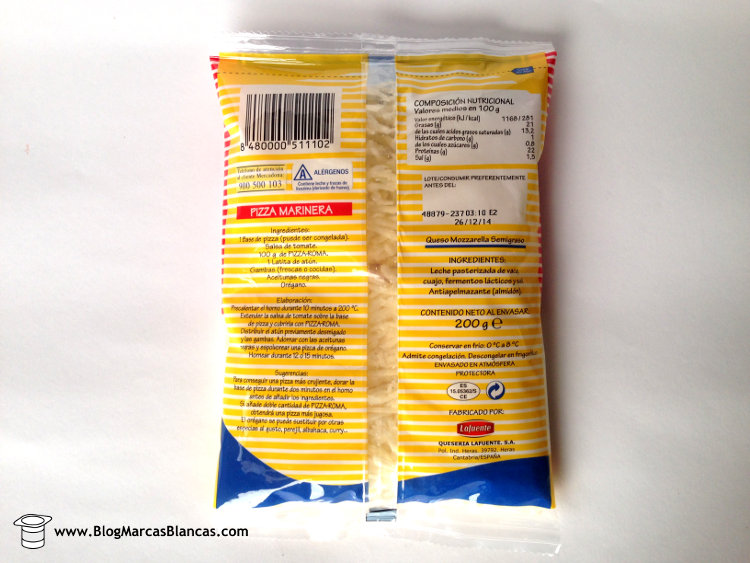 8 480000 511102
Teléfono de atención
al cliente Mercadona:
900 500 103
A ALÉRGENOS
Contiene leche y trazas de
lisozima (derivado de huevo).
PIZZA MARINERA
Ingredientes:
1 Base de pizza (puede ser congelada).
Salsa de tomate.
100 g de PIZZA-ROMA.
1 Latita de atún.
Gambas (frescas o cocidas).
Aceitunas negras.
Orégano.
Elaboración:
Precalentar el horno durante 10 minutos a 200 °C.
Extender la salsa de tomate sobre la base
de pizza y cubrirla con PIZZA-ROMA.
Distribuir el atún previamente desmigado
y las gambas. Adornar con las aceitunas
negras y espolvorear una pizca de orégano.
Hornear durante 12 o 15 minutos.
Sugerencias:
Para conseguir una pizza más crujiente, dorar la
base de pizza durante dos minutos en el horno
antes de añadir los ingredientes.
Si añade doble cantidad de PIZZA-ROMA,
obtendrá una pizza más jugosa.
El orégano se puede sustituir por otras
especias al gusto, perejil, albahaca, curry...
COMPOSICIÓN NUTRICIONAL
Valores medios en 100 g
Valor energético (kJ / kcal) 1168 / 281
Grasas (g) 21
de las cuales ácidos grasos saturados (g) 13,2
Hidratos de carbono (g) 1
de los cuales azúcares (g) 0,8
Proteínas (g) 22
Sal (g) 1,5
LOTE/CONSUMIR PREFERENTEMENTE
ANTES DEL:
48879-237 03:10 E2
26/12/14
Queso Mozzarella Semigraso
INGREDIENTES:
Leche pasterizada de vaca,
cuajo, fermentos lácticos y sal.
Antiapelmazante (almidón).
CONTENIDO NETO AL ENVASAR:
200 g e
Conservar en frío: 0 °C a 8 °C
Admite congelación. Descongelar en frigorífico
ENVASADO EN ATMÓSFERA
PROTECTORA
ES
15.05362/S
CE
FABRICADO POR:
Lafuente
QUESERIA LAFUENTE, S.A.
Pol. Ind. Heras. 39792. Heras
Cantabria/ESPAÑA
www.BlogMarcasBlancas.com